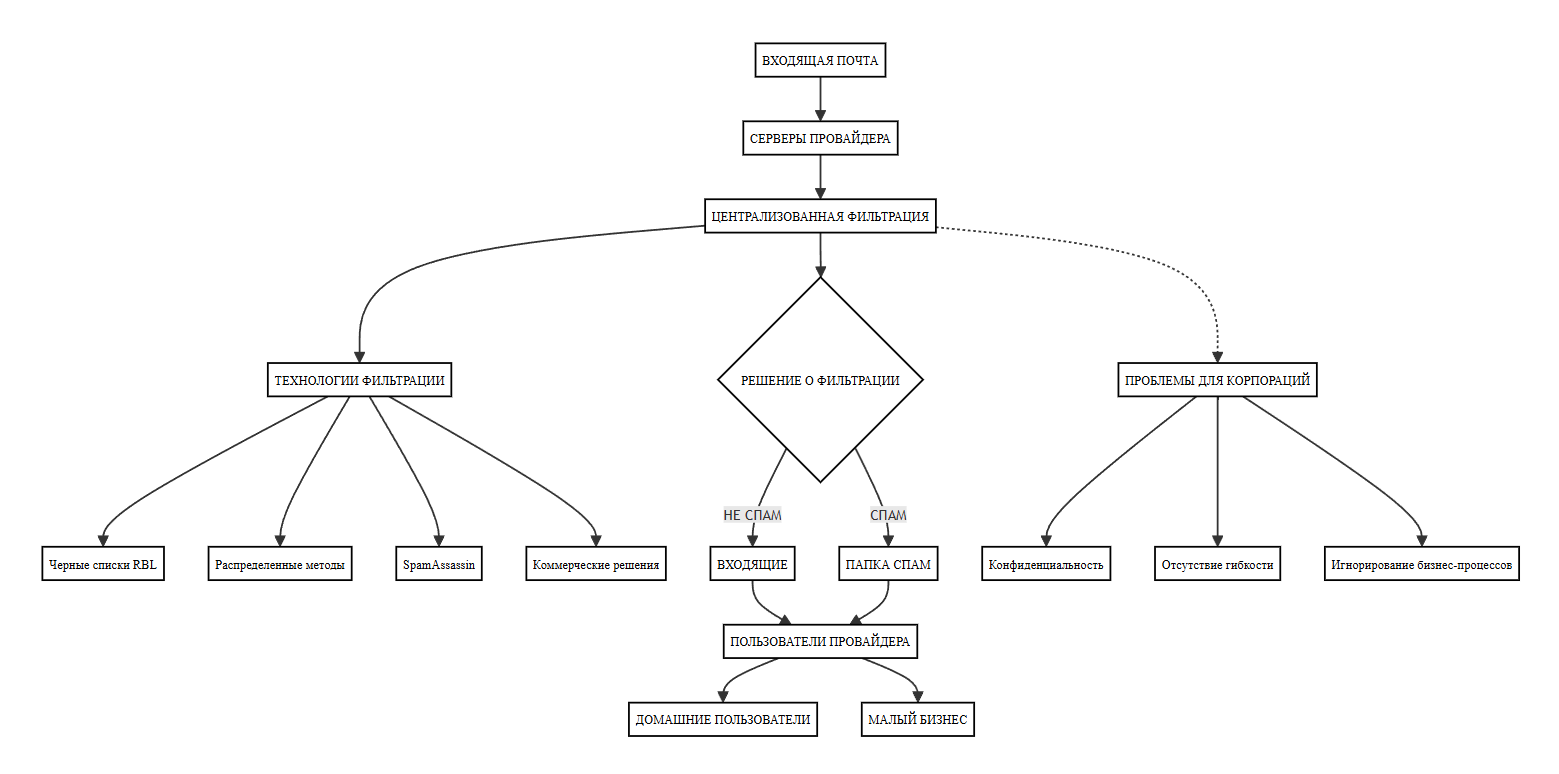 ВХОДЯЩАЯ ПОЧТА
СЕРВЕРЫ ПРОВАЙДЕРА
ЦЕНТРАЛИЗОВАННАЯ ФИЛЬТРАЦИЯ
ТЕХНОЛОГИИ ФИЛЬТРАЦИИ
РЕШЕНИЕ О ФИЛЬТРАЦИИ
ПРОБЛЕМЫ ДЛЯ КОРПОРАЦИЙ
НЕ СПАМ
СПАМ
Черные списки RBL
Распределенные методы
SpamAssassin
Коммерческие решения
ВХОДЯЩИЕ
ПАПКА СПАМ
Конфиденциальность
Отсутствие гибкости
Игнорирование бизнес-процессов
ПОЛЬЗОВАТЕЛИ ПРОВАЙДЕРА
ДОМАШНИЕ ПОЛЬЗОВАТЕЛИ
МАЛЫЙ БИЗНЕС